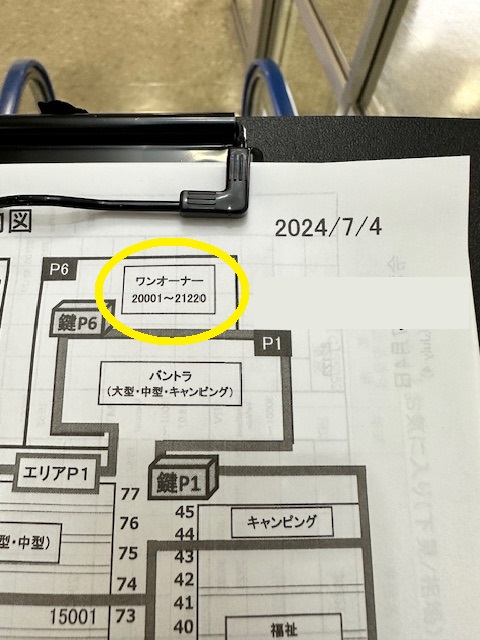 図
2024/7/4
P6
ワンオーナー
20001～21220
鍵P6
P1
バントラ
(大型・中型・キャンピング)
エリアP1
鍵P1
77
45
キャンピング
76
44
型・中型)
75
43
42
74
41
15001
73
40
福祉